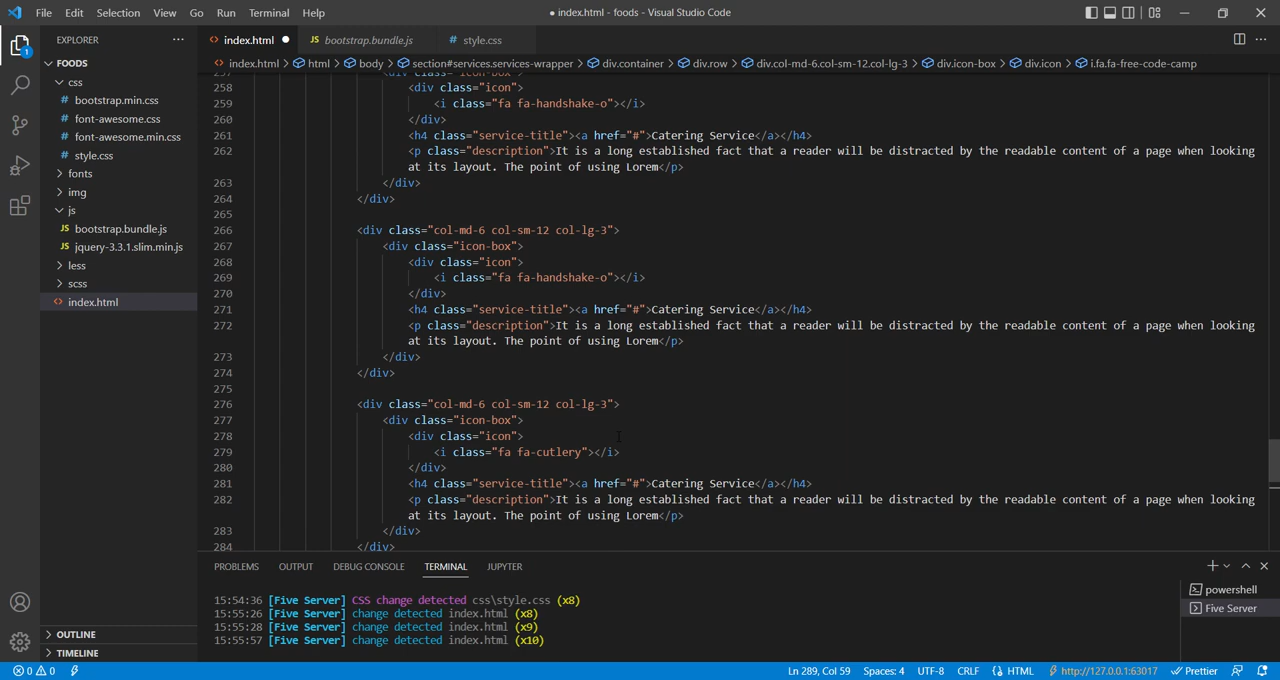 File Edit Selection View Go Run Terminal Help
● index.html - foods - Visual Studio Code
EXPLORER ···
<> index.html ● JS bootstrap.bundle.js # style.css
<> index.html > html > body > section#services.services-wrapper > div.container > div.row > div.col-md-6.col-sm-12.col-lg-3 > div.icon-box > div.icon > i.fa.fa-free-code-camp
FOODS
css
# bootstrap.min.css
# font-awesome.css
# font-awesome.min.css
# style.css
fonts
img
js
JS bootstrap.bundle.js
JS jquery-3.3.1.slim.min.js
less
scss
<> index.html
OUTLINE
TIMELINE
257 <div class="icon-box">
258 <div class="icon">
259 <i class="fa fa-handshake-o"></i>
260 </div>
261 <h4 class="service-title"><a href="#">Catering Service</a></h4>
262 <p class="description">It is a long established fact that a reader will be distracted by the readable content of a page when looking
at its layout. The point of using Lorem</p>
263 </div>
264 </div>
265
266 <div class="col-md-6 col-sm-12 col-lg-3">
267 <div class="icon-box">
268 <div class="icon">
269 <i class="fa fa-handshake-o"></i>
270 </div>
271 <h4 class="service-title"><a href="#">Catering Service</a></h4>
272 <p class="description">It is a long established fact that a reader will be distracted by the readable content of a page when looking
at its layout. The point of using Lorem</p>
273 </div>
274 </div>
275
276 <div class="col-md-6 col-sm-12 col-lg-3">
277 <div class="icon-box">
278 <div class="icon">
279 <i class="fa fa-cutlery"></i>
280 </div>
281 <h4 class="service-title"><a href="#">Catering Service</a></h4>
282 <p class="description">It is a long established fact that a reader will be distracted by the readable content of a page when looking
at its layout. The point of using Lorem</p>
283 </div>
284 </div>
PROBLEMS OUTPUT DEBUG CONSOLE TERMINAL JUPYTER
15:54:36 [Five Server] CSS change detected css\style.css (x8)
15:55:26 [Five Server] change detected index.html (x8)
15:55:28 [Five Server] change detected index.html (x9)
15:55:57 [Five Server] change detected index.html (x10)
powershell
Five Server
1
0 0 Ln 289, Col 59 Spaces: 4 UTF-8 CRLF HTML http://127.0.0.1:63017 Prettier